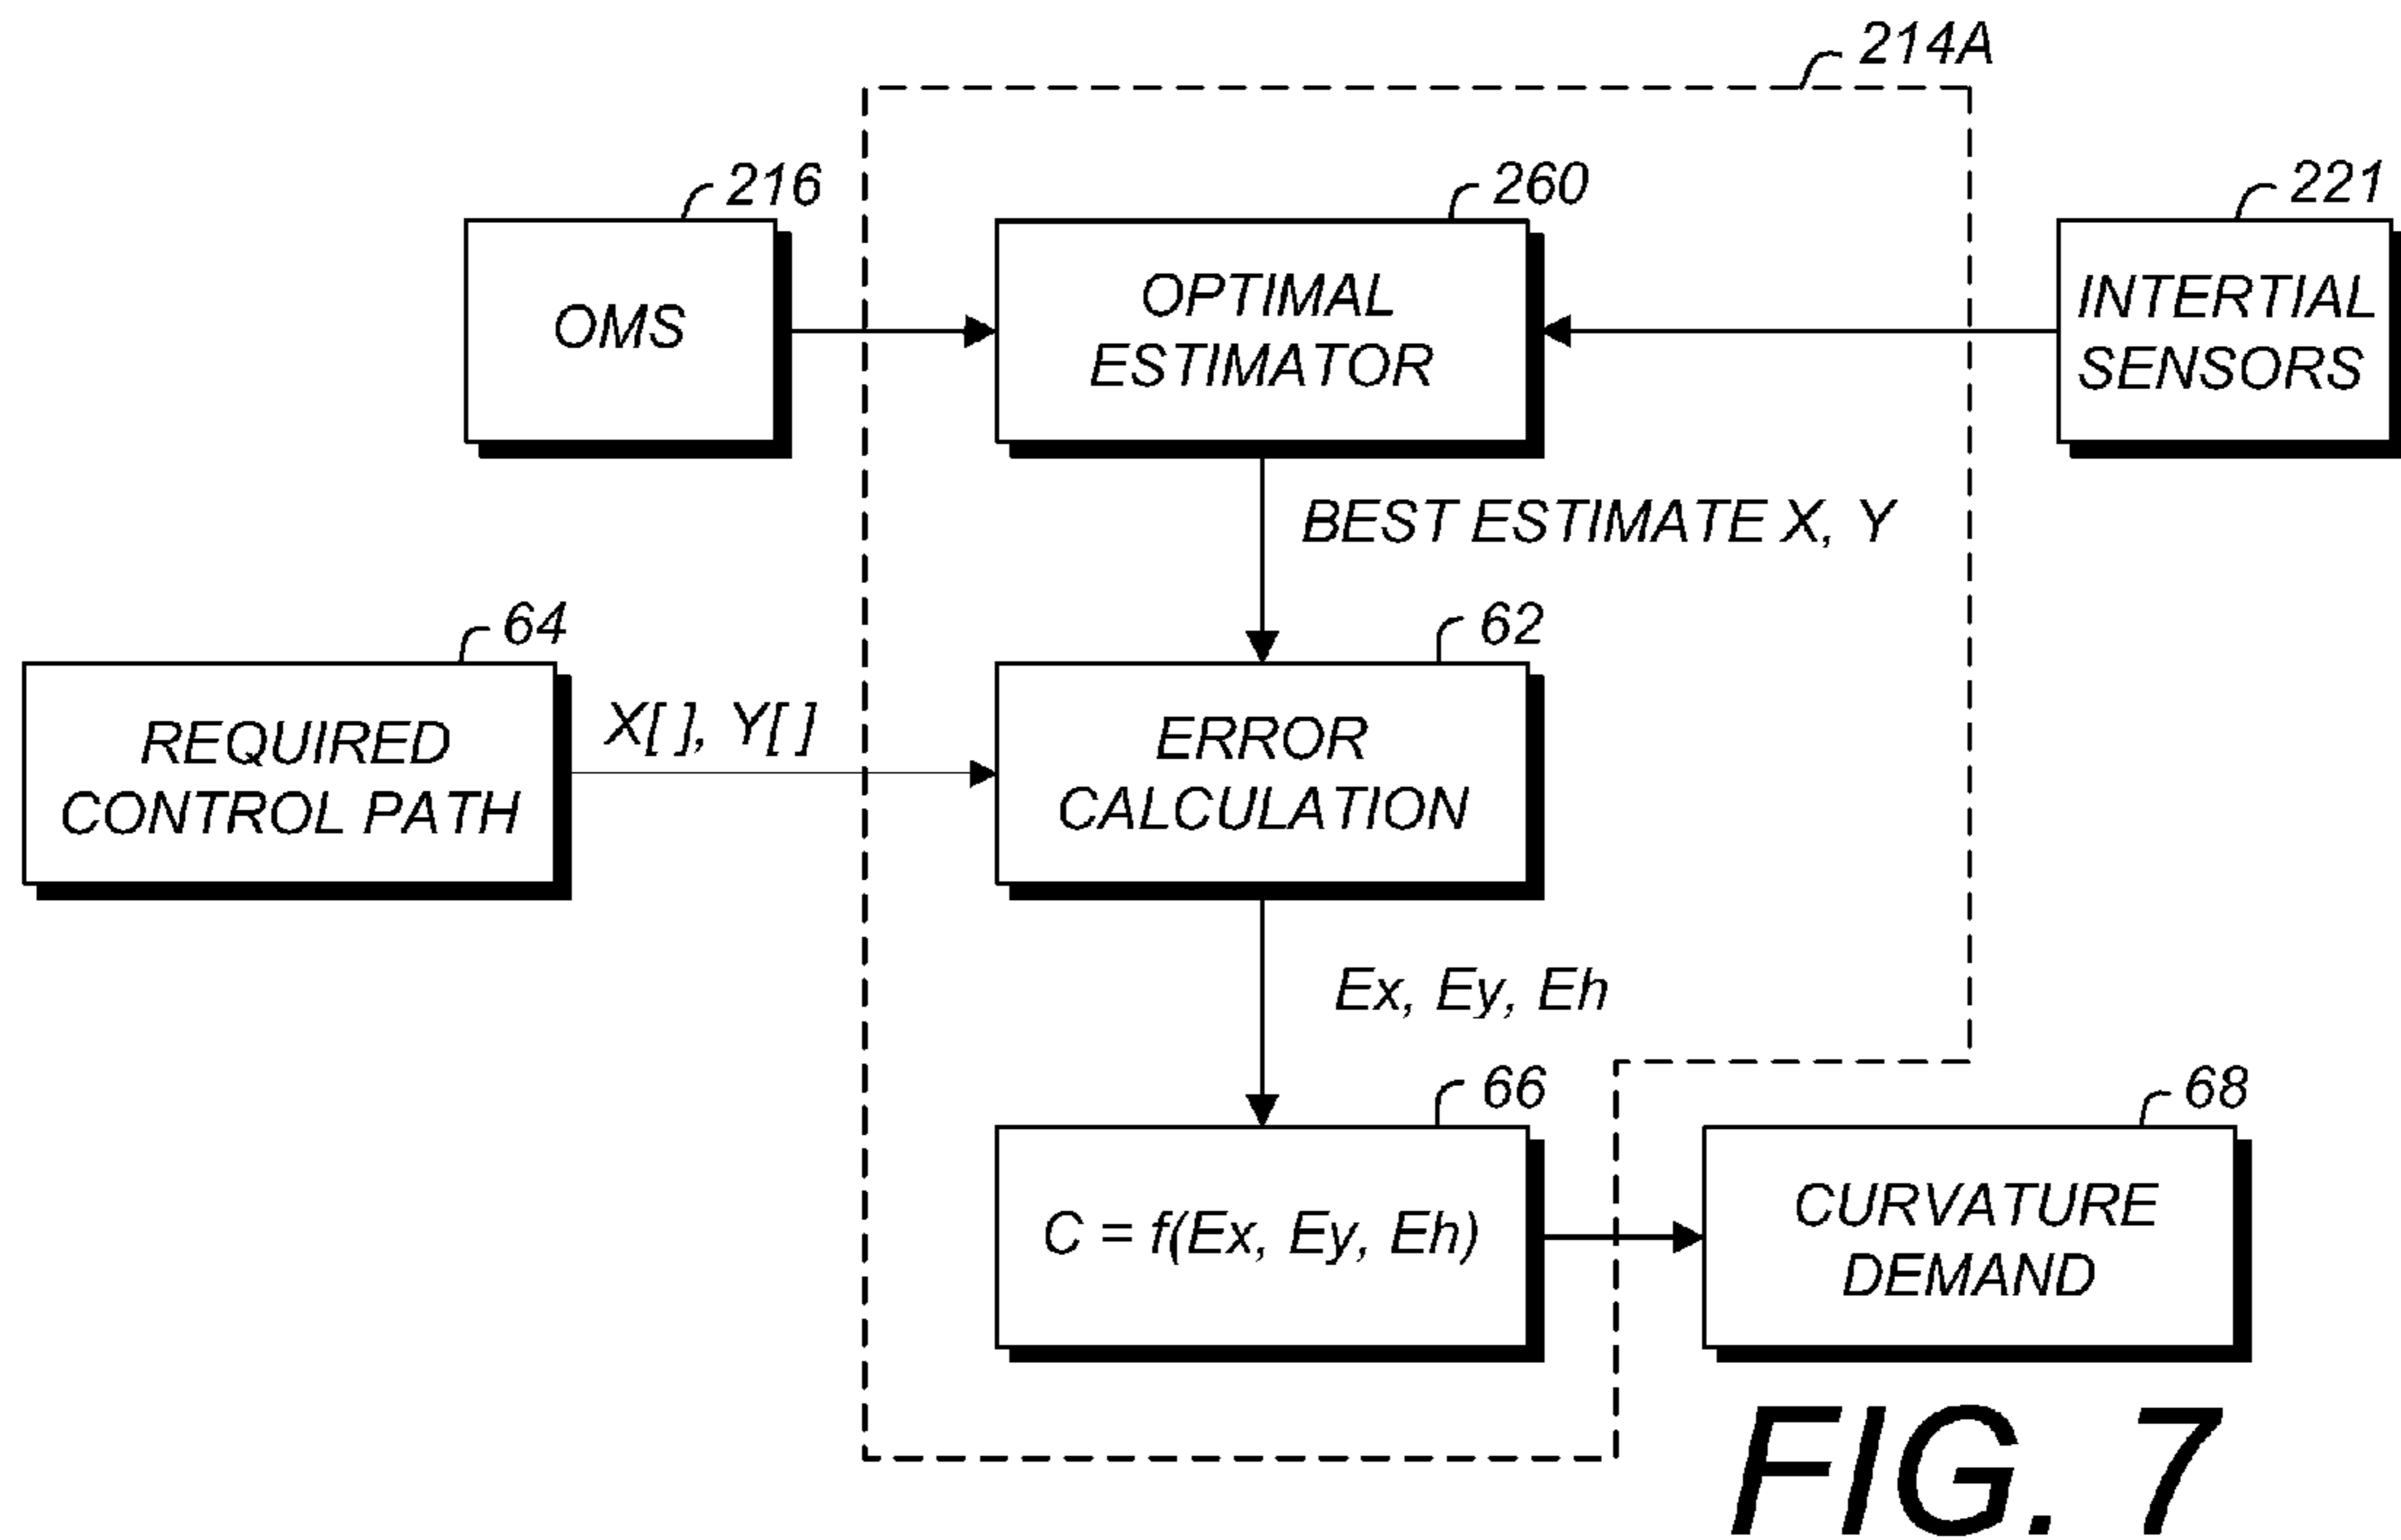 214A
216
260
221
OMS
OPTIMAL
ESTIMATOR
INTERTIAL
SENSORS
BEST ESTIMATE X, Y
64
62
REQUIRED
CONTROL PATH
X[ ], Y[ ]
ERROR
CALCULATION
Ex, Ey, Eh
66
68
C = f(Ex, Ey, Eh)
CURVATURE
DEMAND
FIG. 7